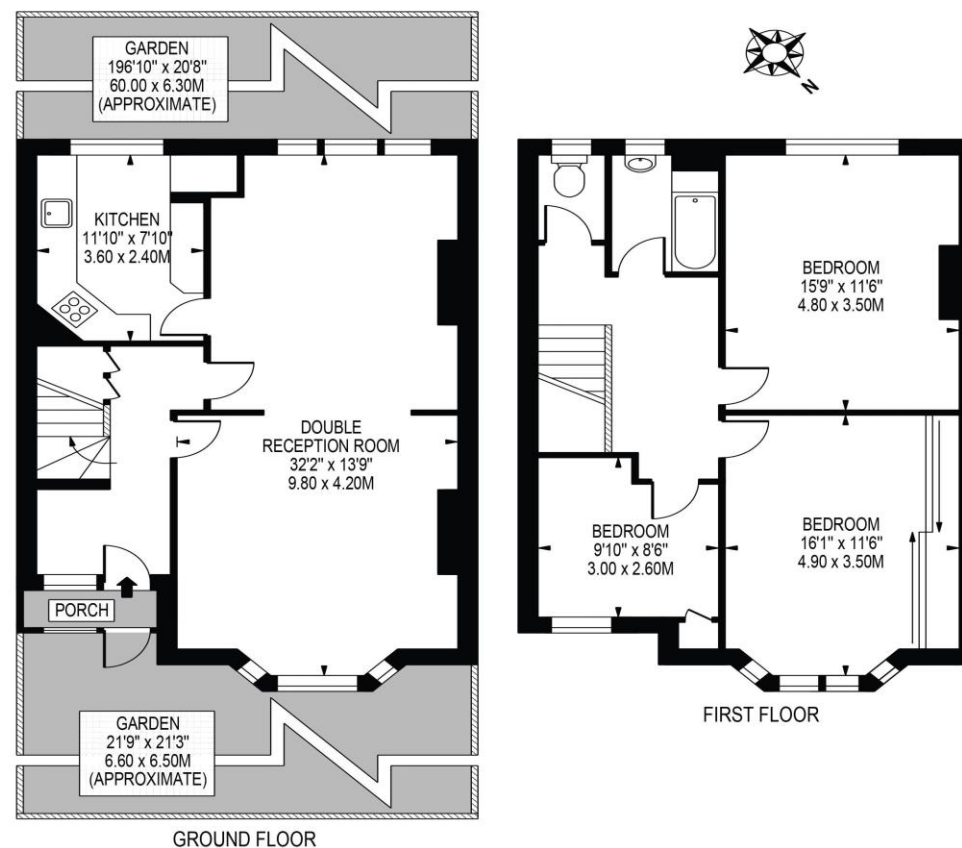 GARDEN
196'10" x 20'8"
60.00 x 6.30M
(APPROXIMATE)
N
KITCHEN
11'10" x 7'10"
3.60 x 2.40M
BEDROOM
15'9" x 11'6"
4.80 x 3.50M
DOUBLE
RECEPTION ROOM
32'2" x 13'9"
9.80 x 4.20M
BEDROOM
9'10" x 8'6"
3.00 x 2.60M
BEDROOM
16'1" x 11'6"
4.90 x 3.50M
PORCH
GARDEN
21'9" x 21'3"
6.60 x 6.50M
(APPROXIMATE)
FIRST FLOOR
GROUND FLOOR